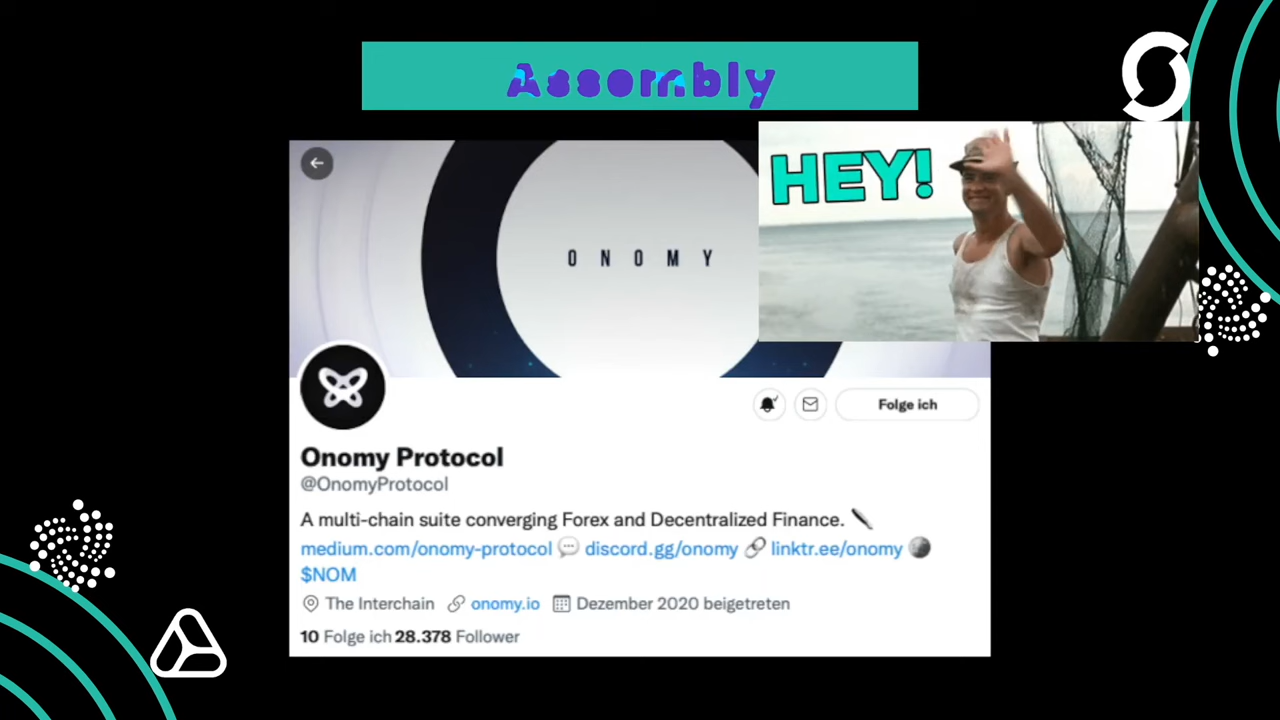 Assembly
HEY!
O N O M Y
Folge ich
Onomy Protocol
@OnomyProtocol
A multi-chain suite converging Forex and Decentralized Finance.
medium.com/onomy-protocol discord.gg/onomy linktr.ee/onomy
$NOM
The Interchain onomy.io Dezember 2020 beigetreten
10 Folge ich 28.378 Follower